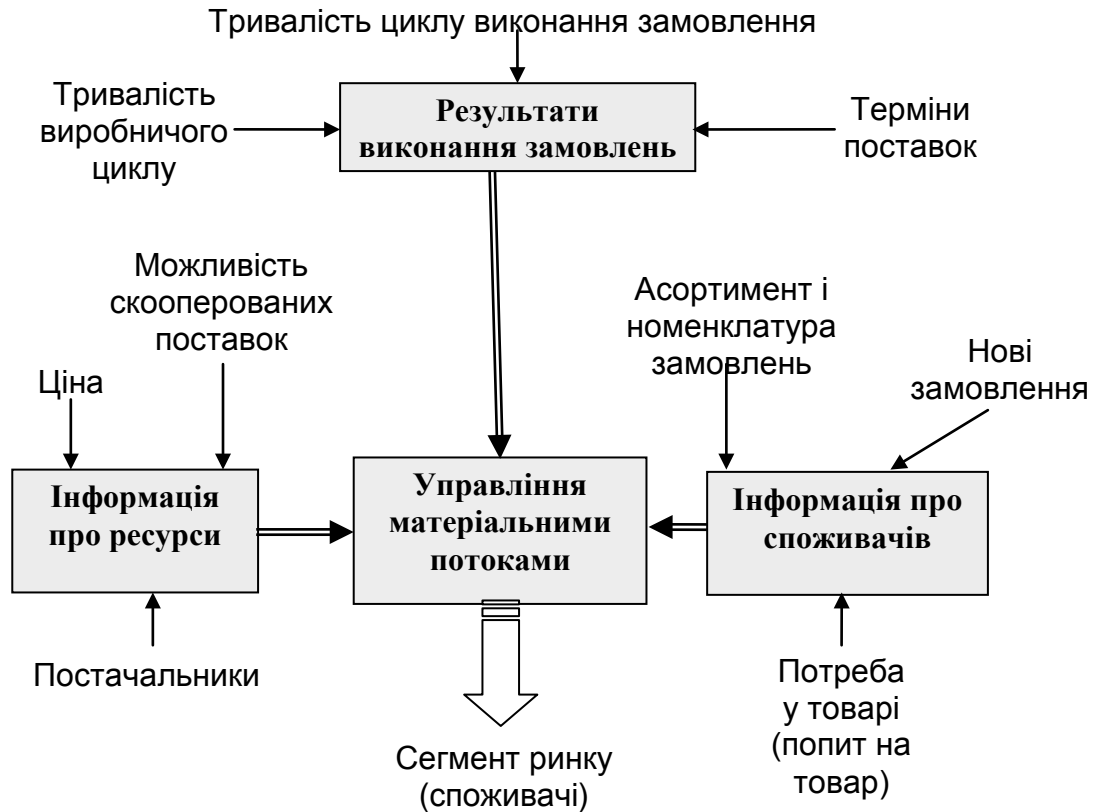 Тривалість циклу виконання замовлення
Тривалість
виробничого
циклу
Результати
виконання замовлень
Терміни
поставок
Можливість
скооперованих
поставок
Ціна
Асортимент і
номенклатура
замовлень
Нові
замовлення
Інформація
про ресурси
Управління
матеріальними
потоками
Інформація про
споживачів
Постачальники
Сегмент ринку
(споживачі)
Потреба
у товарі
(попит на
товар)